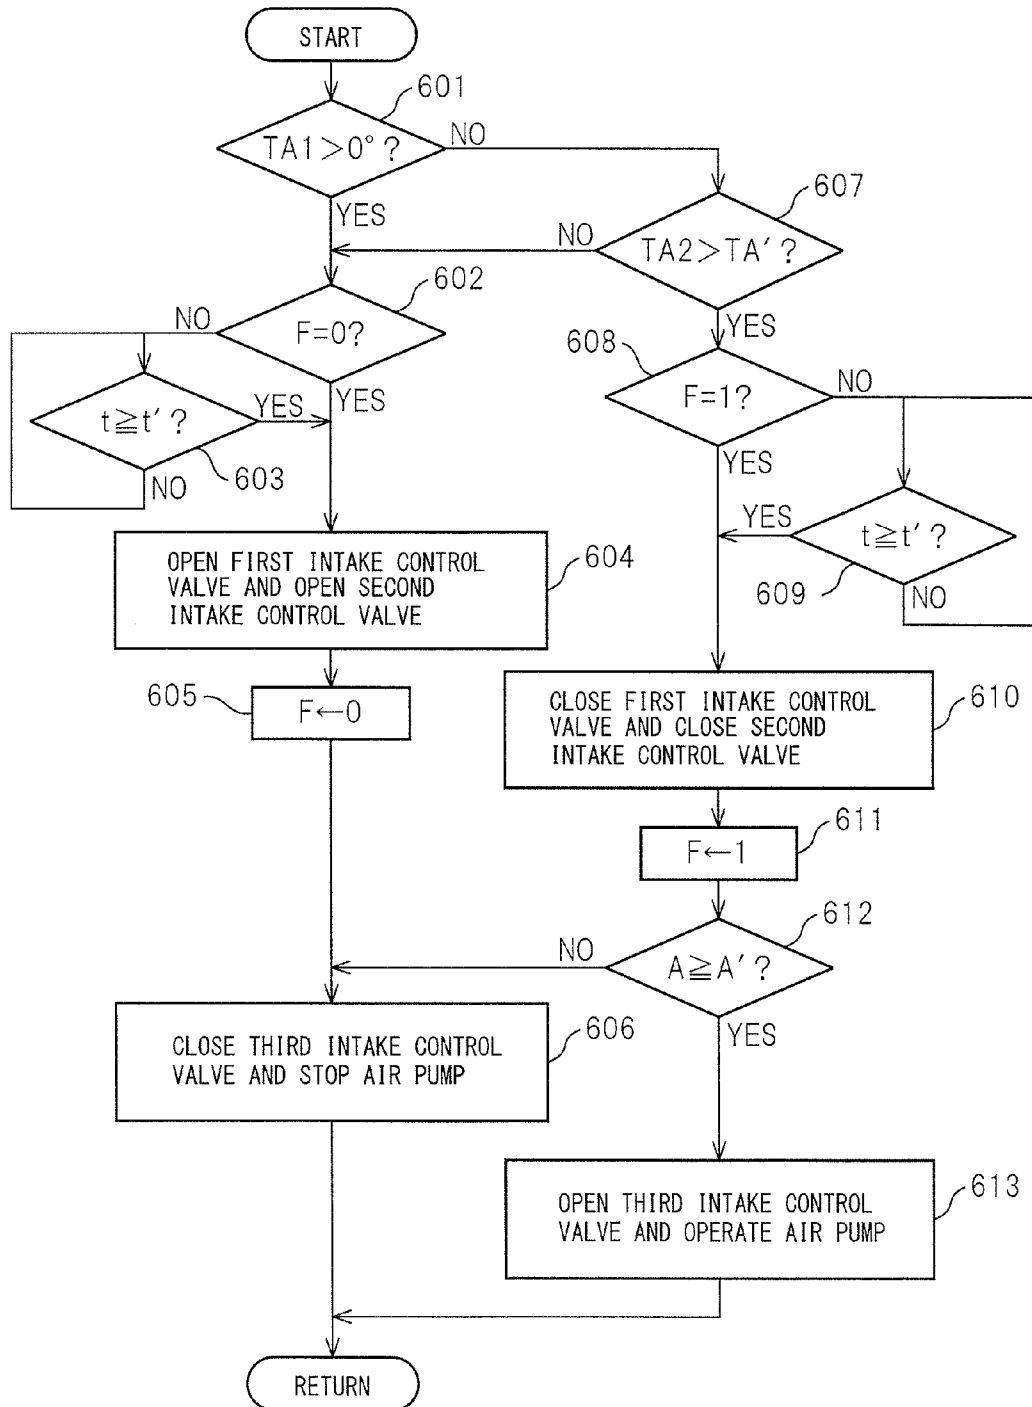 START
601
TA1>0°?
NO
YES
607
TA2>TA′?
NO
YES
602
F=0?
NO
YES
608
F=1?
NO
YES
t≧t′?
YES
603
NO
YES
t≧t′?
609
NO
OPEN FIRST INTAKE CONTROL
VALVE AND OPEN SECOND
INTAKE CONTROL VALVE
604
605
F←0
CLOSE FIRST INTAKE CONTROL
VALVE AND CLOSE SECOND
INTAKE CONTROL VALVE
610
611
F←1
612
A≧A′?
NO
YES
CLOSE THIRD INTAKE CONTROL
VALVE AND STOP AIR PUMP
606
OPEN THIRD INTAKE CONTROL
VALVE AND OPERATE AIR PUMP
613
RETURN